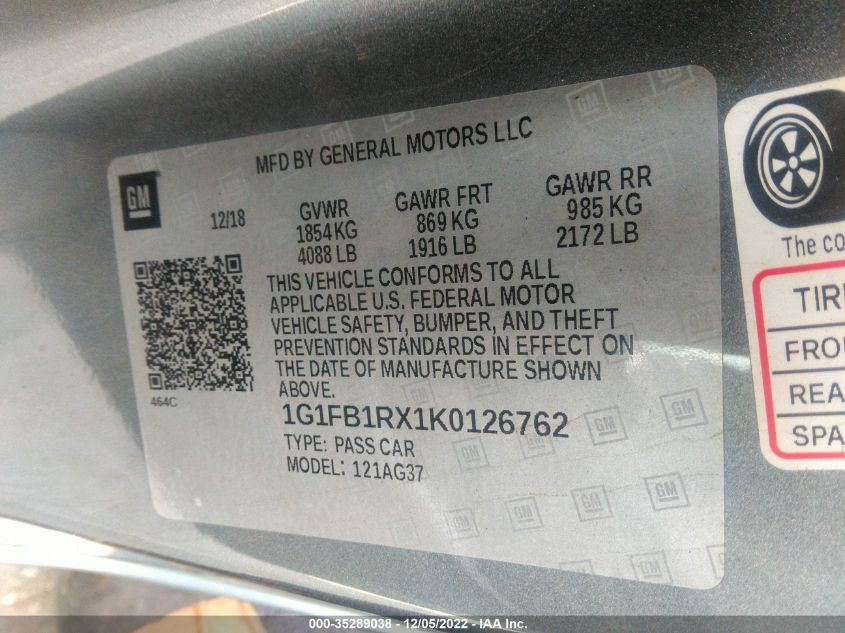 MFD BY GENERAL MOTORS LLC
GM
12/18
GVWR
1854 KG
4088 LB
GAWR FRT
869 KG
1916 LB
GAWR RR
985 KG
2172 LB
THIS VEHICLE CONFORMS TO ALL
APPLICABLE U.S. FEDERAL MOTOR
VEHICLE SAFETY, BUMPER, AND THEFT
PREVENTION STANDARDS IN EFFECT ON
THE DATE OF MANUFACTURE SHOWN
ABOVE.
464C
1G1FB1RX1K0126762
TYPE: PASS CAR
MODEL: 121AG37
The co
TIR
FRO
REA
SPA
000-35289038 - 12/05/2022 - IAA Inc.